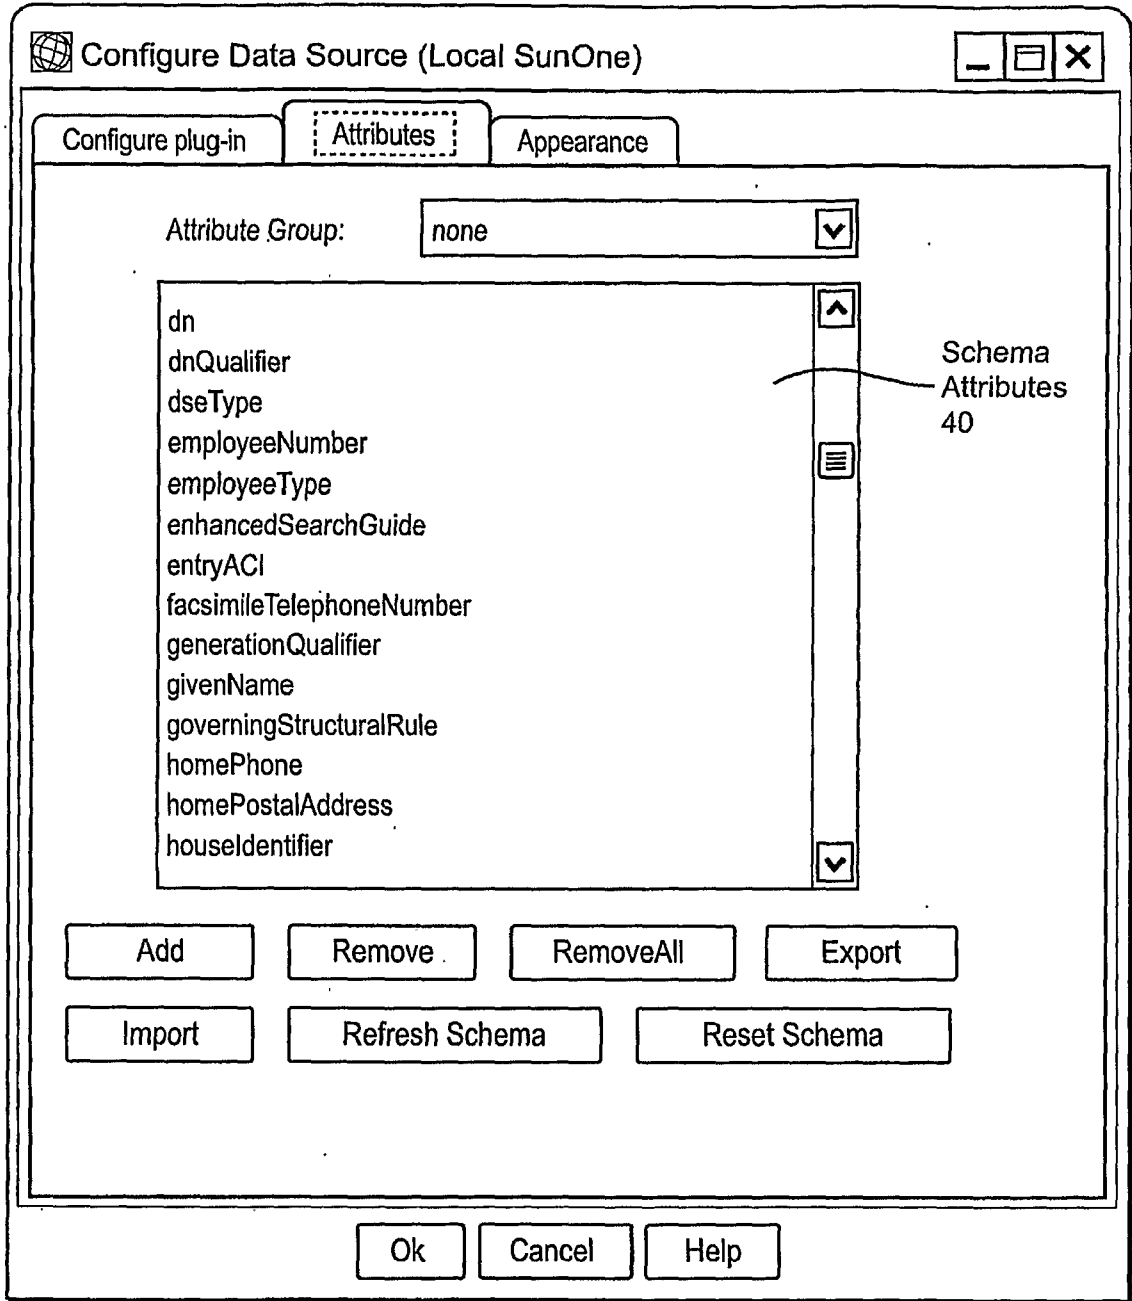 Configure Data Source (Local SunOne)
Configure plug-in
Attributes
Appearance
Attribute Group:
none
dn
dnQualifier
dseType
employeeNumber
employeeType
enhancedSearchGuide
entryACI
facsimileTelephoneNumber
generationQualifier
givenName
governingStructuralRule
homePhone
homePostalAddress
houseIdentifier
Schema
Attributes
40
Add
Remove
RemoveAll
Export
Import
Refresh Schema
Reset Schema
Ok
Cancel
Help